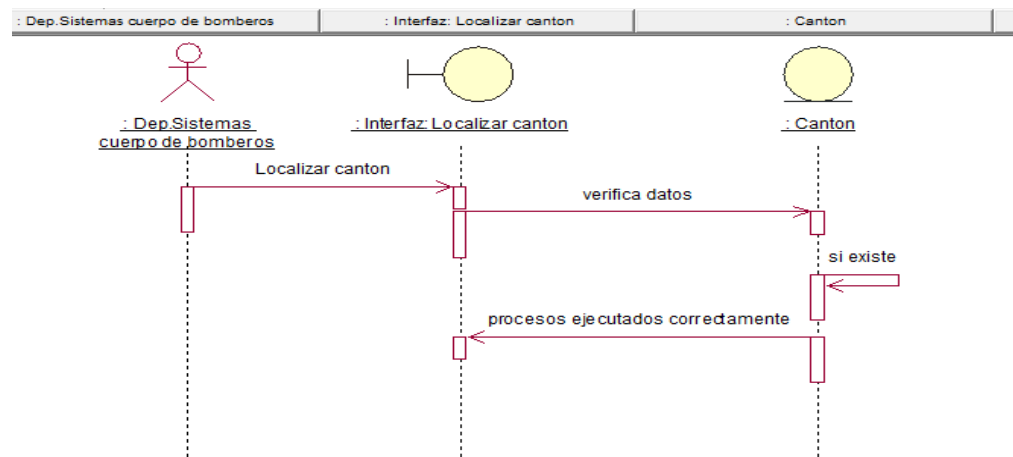 : Dep.Sistemas cuerpo de bomberos
: Interfaz: Localizar canton
: Canton
: Dep.Sistemas
cuerpo de bomberos
: Interfaz: Localizar canton
: Canton
Localizar canton
verifica datos
si existe
procesos ejecutados correctamente